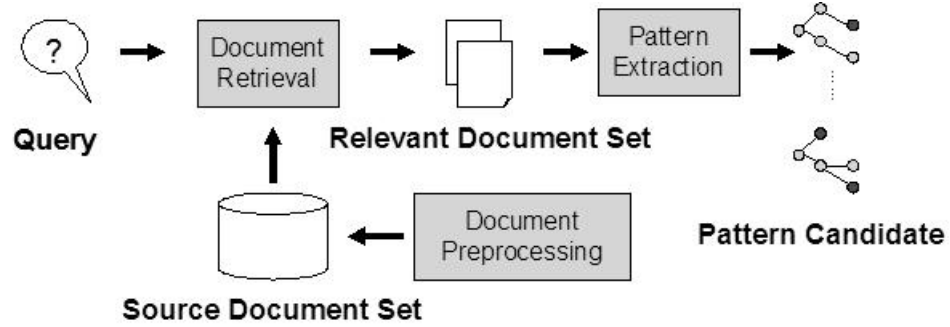 ?
Document
Retrieval
Pattern
Extraction
Query
Relevant Document Set
Document
Preprocessing
Pattern Candidate
Source Document Set